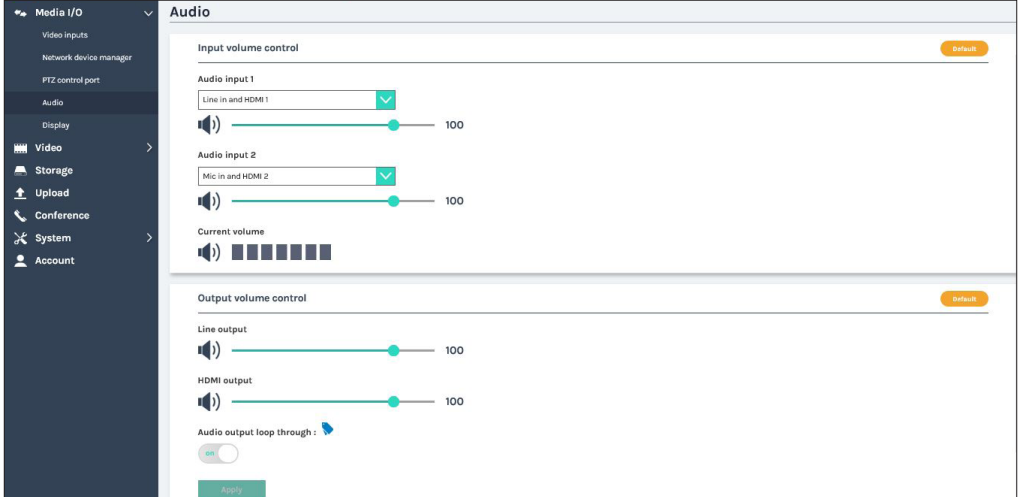 Media I/O
Video inputs
Network device manager
PTZ control port
Audio
Display
Video
Storage
Upload
Conference
System
Account
Audio
Input volume control
Default
Audio input 1
Line in and HDMI 1
100
Audio input 2
Mic in and HDMI 2
100
Current volume
Output volume control
Default
Line output
100
HDMI output
100
Audio output loop through :
ON
Apply